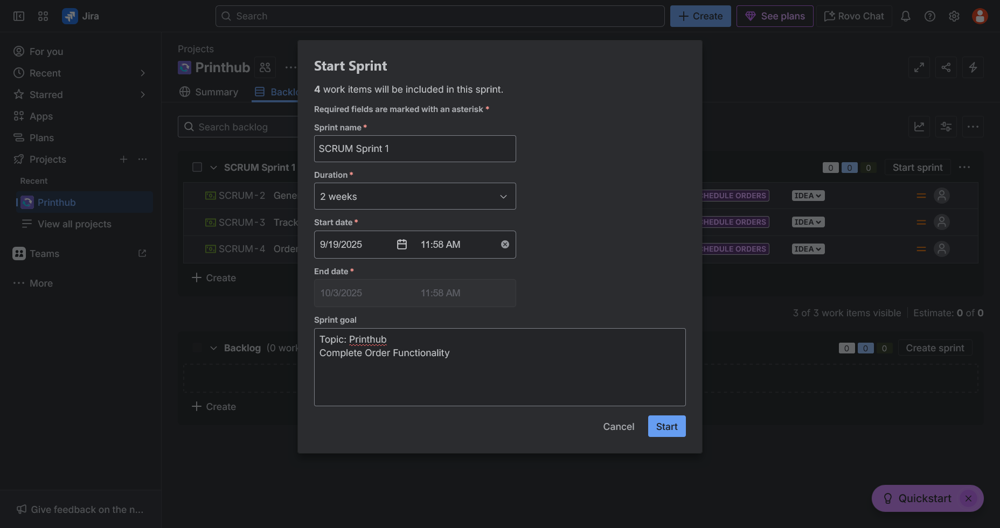 Jira
Search
Create
See plans
Rovo Chat
For you
Recent
Starred
Apps
Plans
Projects
Recent
Printhub
View all projects
Teams
More
Give feedback on the n...
Projects
Printhub
Summary
Search backlog
SCRUM Sprint 1
0 0 0
Start sprint
SCRUM-2
HEDULE ORDERS
IDEA
SCRUM-3
HEDULE ORDERS
IDEA
SCRUM-4
HEDULE ORDERS
IDEA
Create
3 of 3 work items visible
Estimate: 0 of 0
Backlog (0 work
0 0 0
Create sprint
Create
Start Sprint
4 work items will be included in this sprint.
Required fields are marked with an asterisk *
Sprint name *
SCRUM Sprint 1
Duration *
2 weeks
Start date *
9/19/2025 11:58 AM
End date *
10/3/2025 11:58 AM
Sprint goal
Topic: Printhub
Complete Order Functionality
Cancel
Start
Quickstart